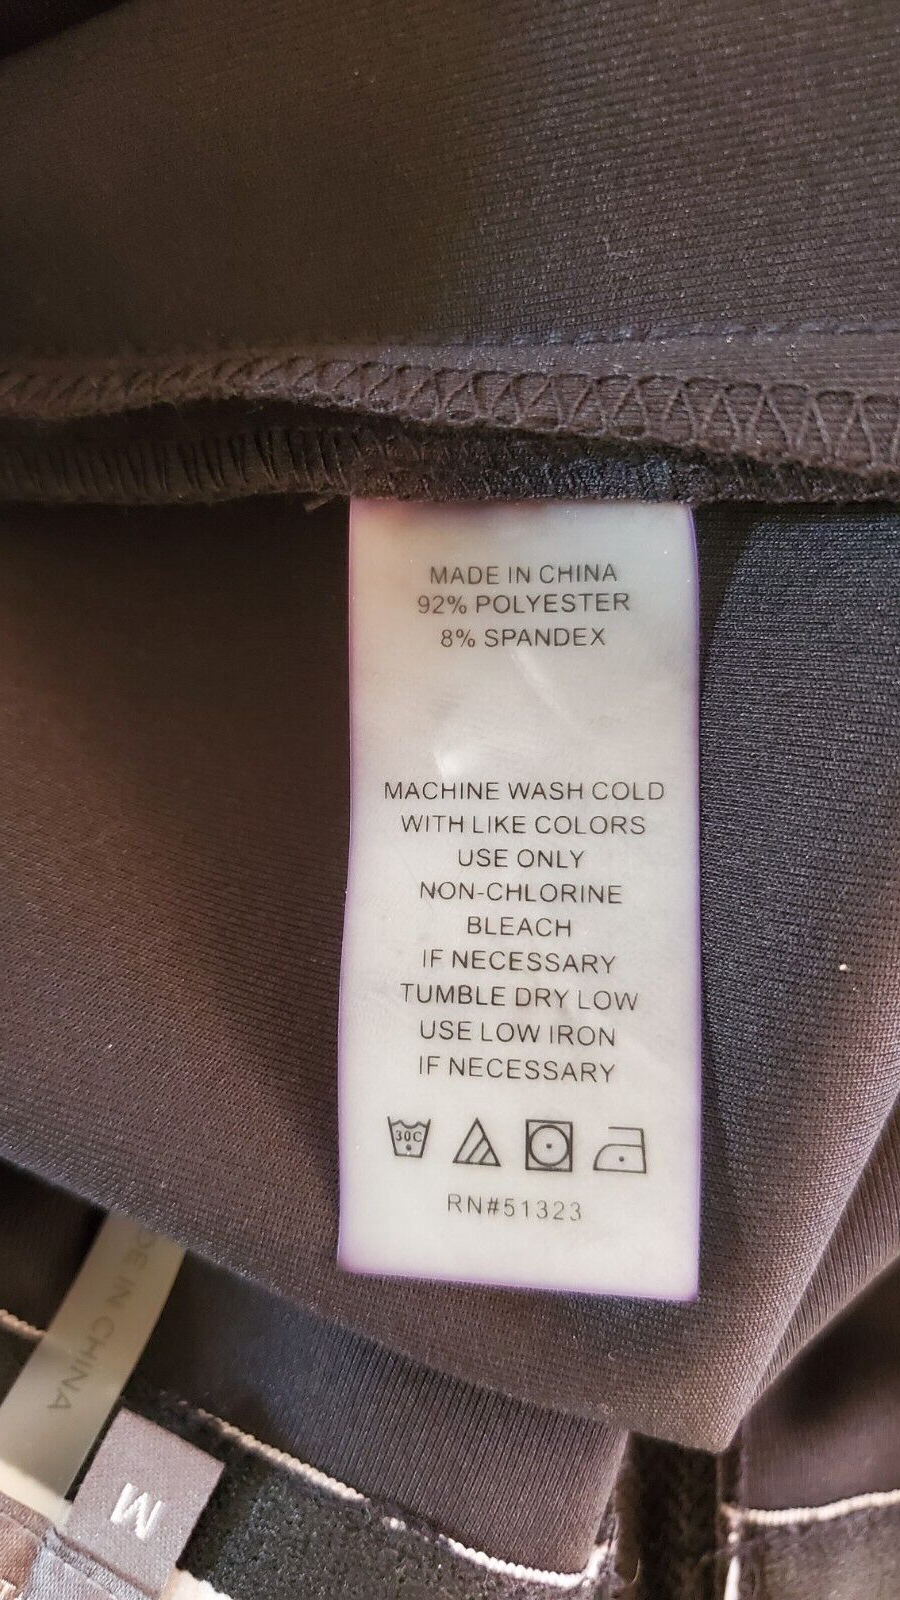 MADE IN CHINA
92% POLYESTER
8% SPANDEX
MACHINE WASH COLD
WITH LIKE COLORS
USE ONLY
NON-CHLORINE
BLEACH
IF NECESSARY
TUMBLE DRY LOW
USE LOW IRON
IF NECESSARY
30C
RN#51323
DE IN CHINA
M